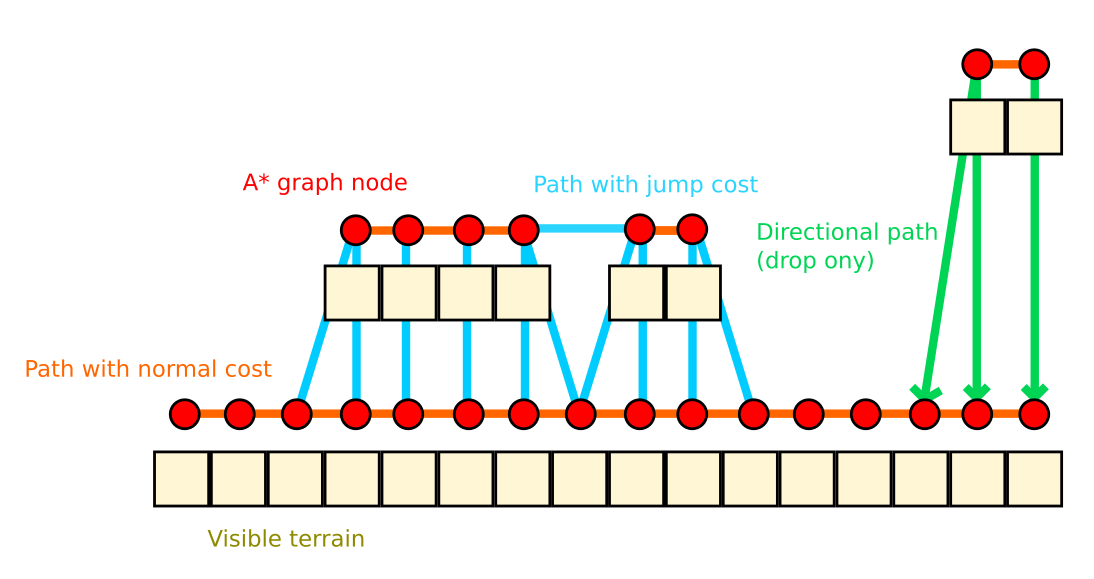 A* graph node
Path with jump cost
Directional path
(drop ony)
Path with normal cost
Visible terrain